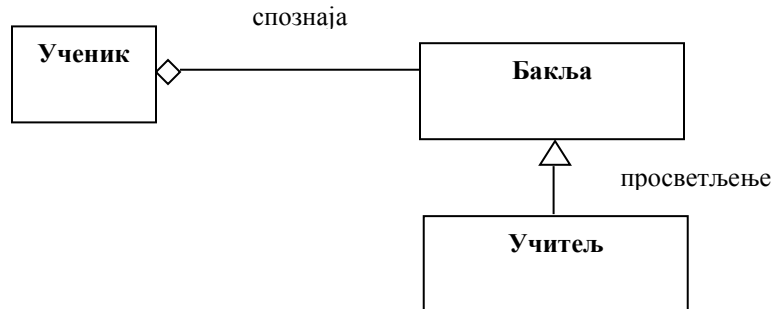 спознаја
Ученик
Бакља
просветљење
Учитељ